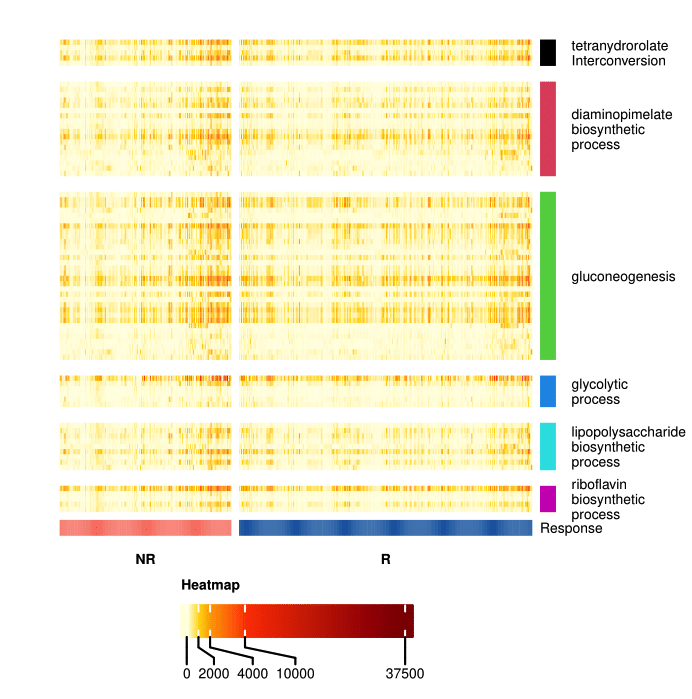 tetranydrorolate
Interconversion
diaminopimelate
biosynthetic
process
gluconeogenesis
glycolytic
process
lipopolysaccharide
biosynthetic
process
riboflavin
biosynthetic
process
Response
NR
R
Heatmap
0 2000 4000 10000 37500